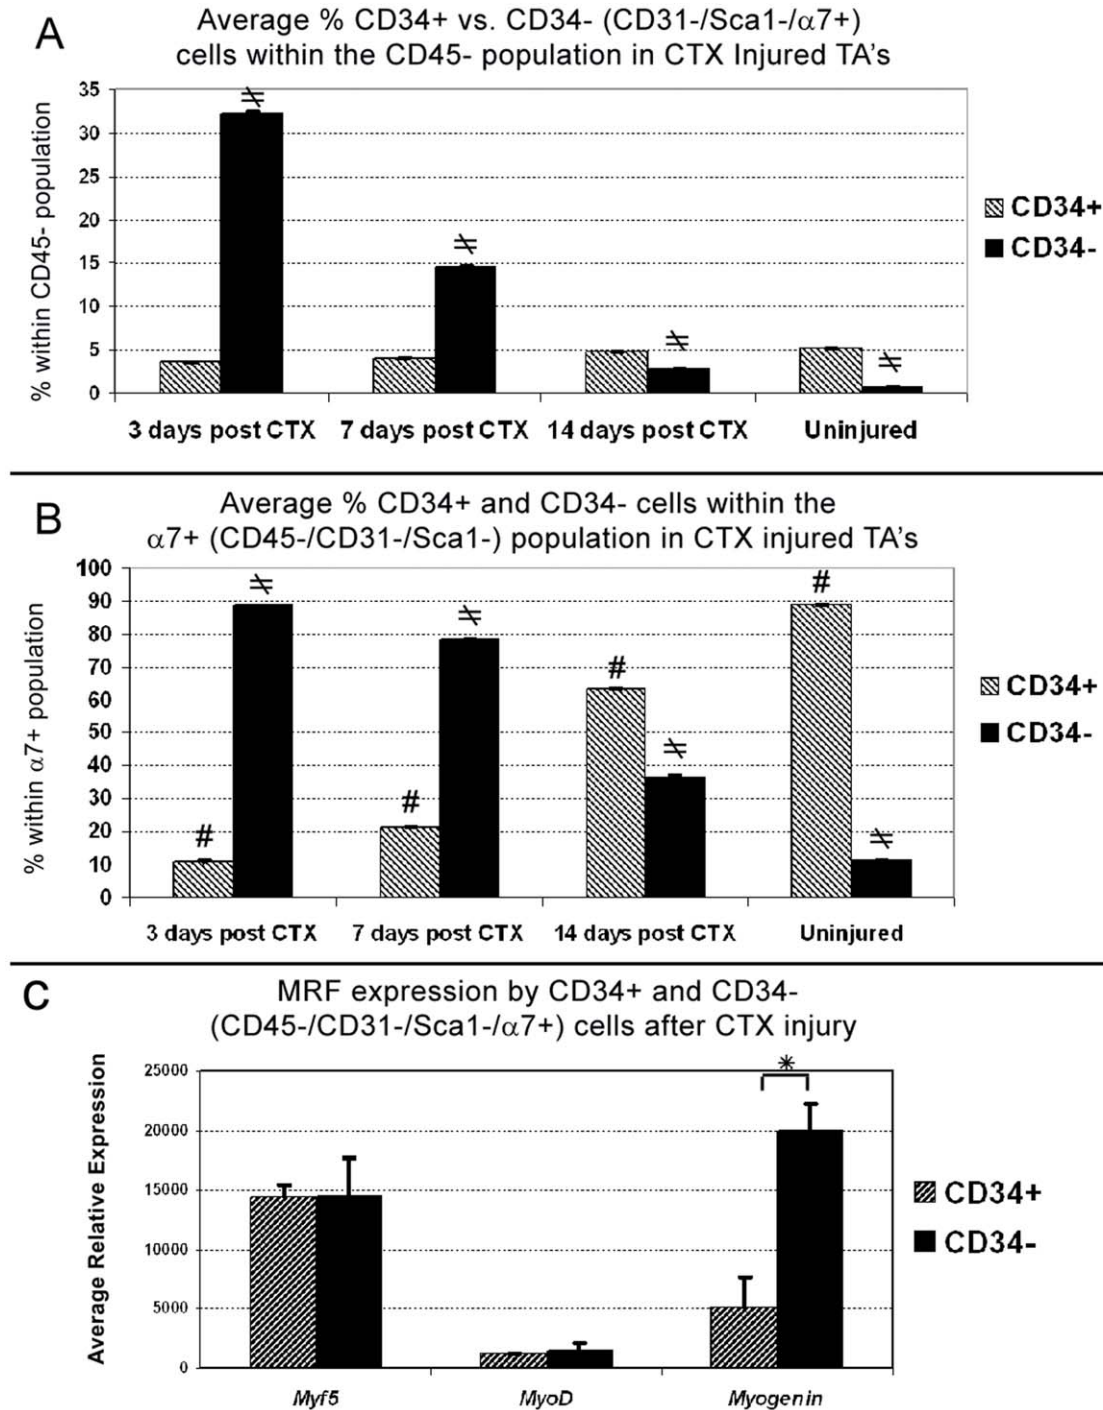 A
Average % CD34+ vs. CD34- (CD31-/Sca1-/α7+)
cells within the CD45- population in CTX Injured TA's
% within CD45- population
35
30
25
20
15
10
5
0
≠
≠
≠
≠
3 days post CTX
7 days post CTX
14 days post CTX
Uninjured
CD34+
CD34-
B
Average % CD34+ and CD34- cells within the
α7+ (CD45-/CD31-/Sca1-) population in CTX injured TA's
% within α7+ population
100
90
80
70
60
50
40
30
20
10
0
#
≠
#
≠
#
≠
#
≠
3 days post CTX
7 days post CTX
14 days post CTX
Uninjured
CD34+
CD34-
C
MRF expression by CD34+ and CD34-
(CD45-/CD31-/Sca1-/α7+) cells after CTX injury
Average Relative Expression
25000
20000
15000
10000
5000
0
*
Myf5
MyoD
Myogenin
CD34+
CD34-